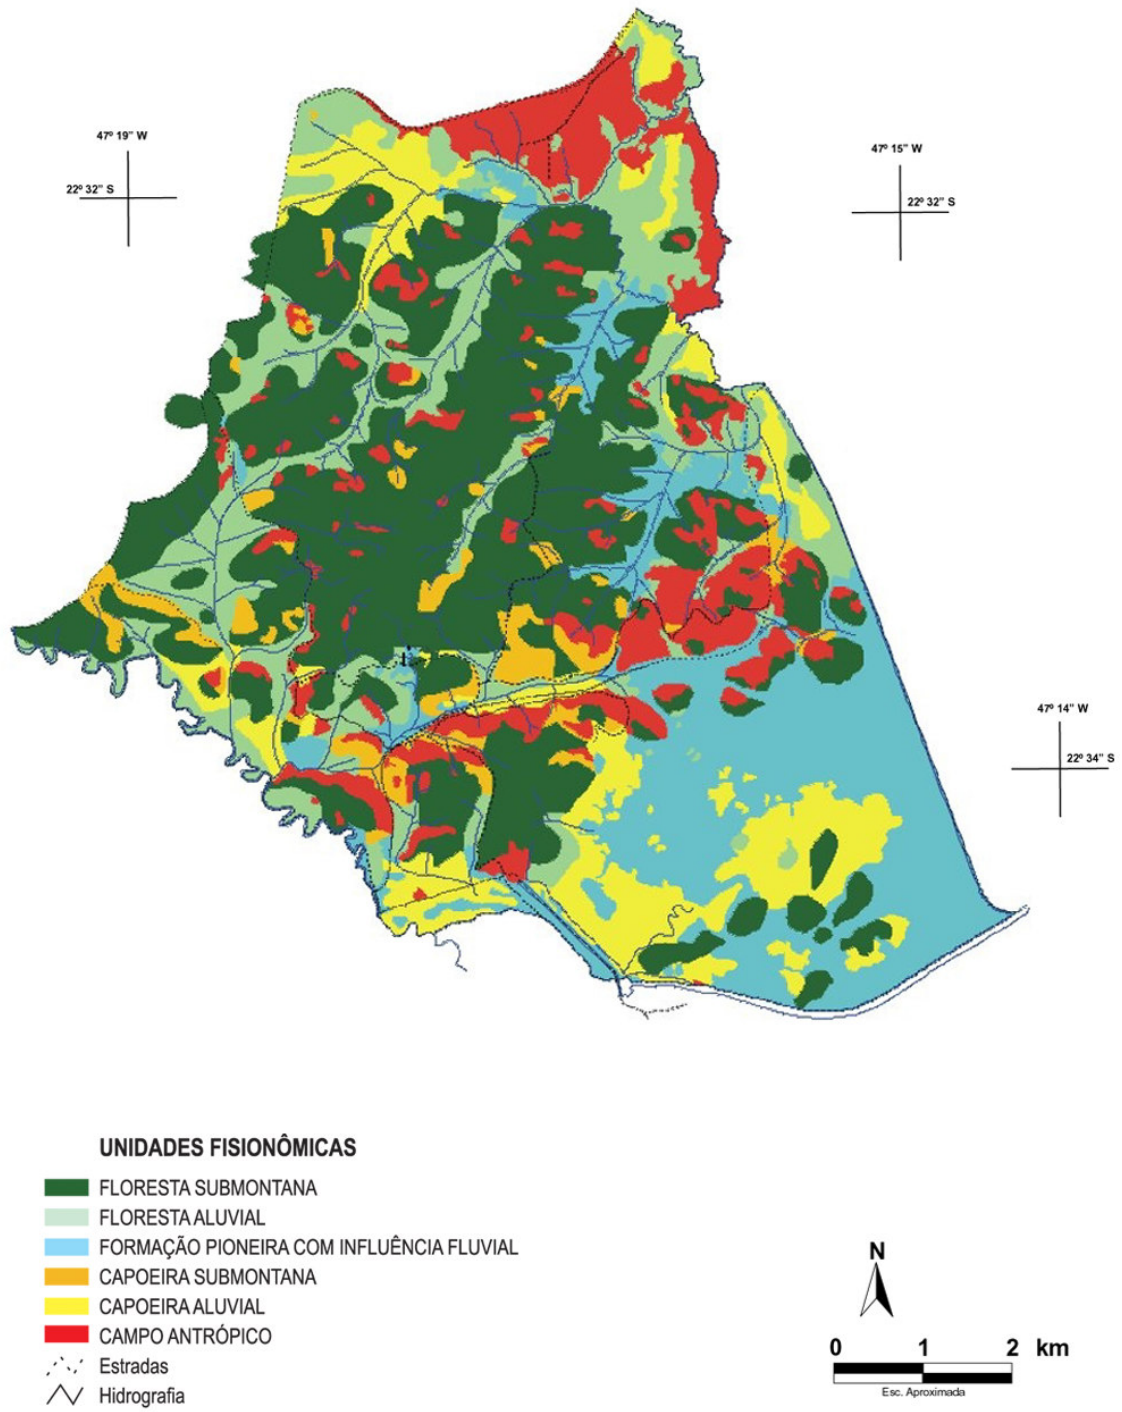 47º 19" W
22º 32" S
47º 15" W
22º 32" S
47º 14" W
22º 34" S
UNIDADES FISIONÔMICAS
FLORESTA SUBMONTANA
FLORESTA ALUVIAL
FORMAÇÃO PIONEIRA COM INFLUÊNCIA FLUVIAL
CAPOEIRA SUBMONTANA
CAPOEIRA ALUVIAL
CAMPO ANTRÓPICO
Estradas
Hidrografia
N
0 1 2 km
Esc. Aproximada